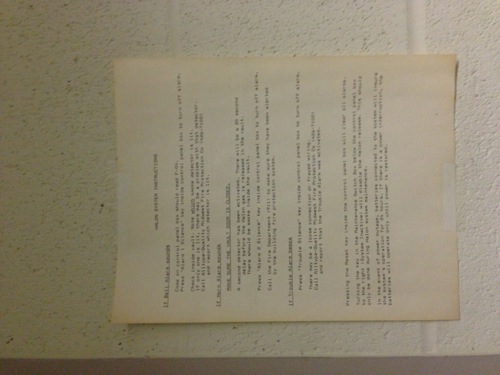 HALON SYSTEM INSTRUCTIONS
If Bell Alarm sounds
Code on control panel box should read
Press "Alarm 1 Silence" key inside control panel box to turn off alarm.
Check inside vault. Note which smoke detector is lit.
If only one is lit, there may be a problem with that detector.
Call Alltype-Quality Midwest Fire Protection Co
and report which detector is lit.
If Horn Alarm sounds
MAKE SURE THE VAULT DOOR IS CLOSED.
A second detector has been activated. There will be a 25 second
delay before the Halon gas is released in the vault.
There should be smoke inside the vault.
Press "Alarm 2 Silence" key inside control panel box to turn off alarm.
Call the Fire Department (911) to make sure they have been alerted
by the building fire protection system.
If Trouble Alarm beeps
Press "Trouble Silence" key inside control panel box to turn off alarm.
There may be a loose connection or frayed wiring.
Call Alltype-Quality Midwest Fire Protection Co
and report that the Trouble Alarm was activated.
Pressing the Reset key inside the control panel box will clear all alarms.
Turning the key in the Maintenance Switch Box below the control panel box
to the right (System Inactive) will disable the Halon release. This should
only be done during Halon system maintenance.
In the event of power outage, batteries connected to the system will insure
the system's operation for 24 hours. If there is a power interruption, the
batteries will operate only until power is restored.